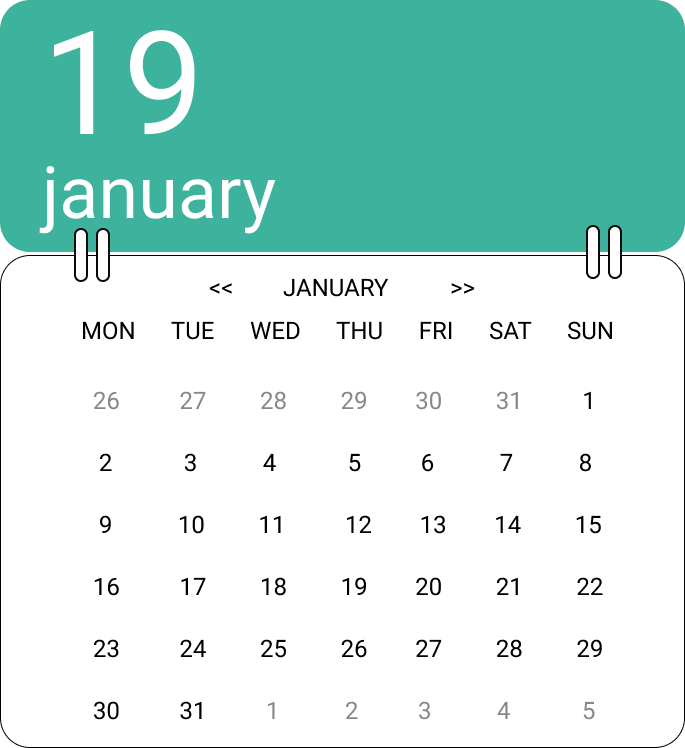 19
january
<< JANUARY >>
MON TUE WED THU FRI SAT SUN
26 27 28 29 30 31 1
2 3 4 5 6 7 8
9 10 11 12 13 14 15
16 17 18 19 20 21 22
23 24 25 26 27 28 29
30 31 1 2 3 4 5